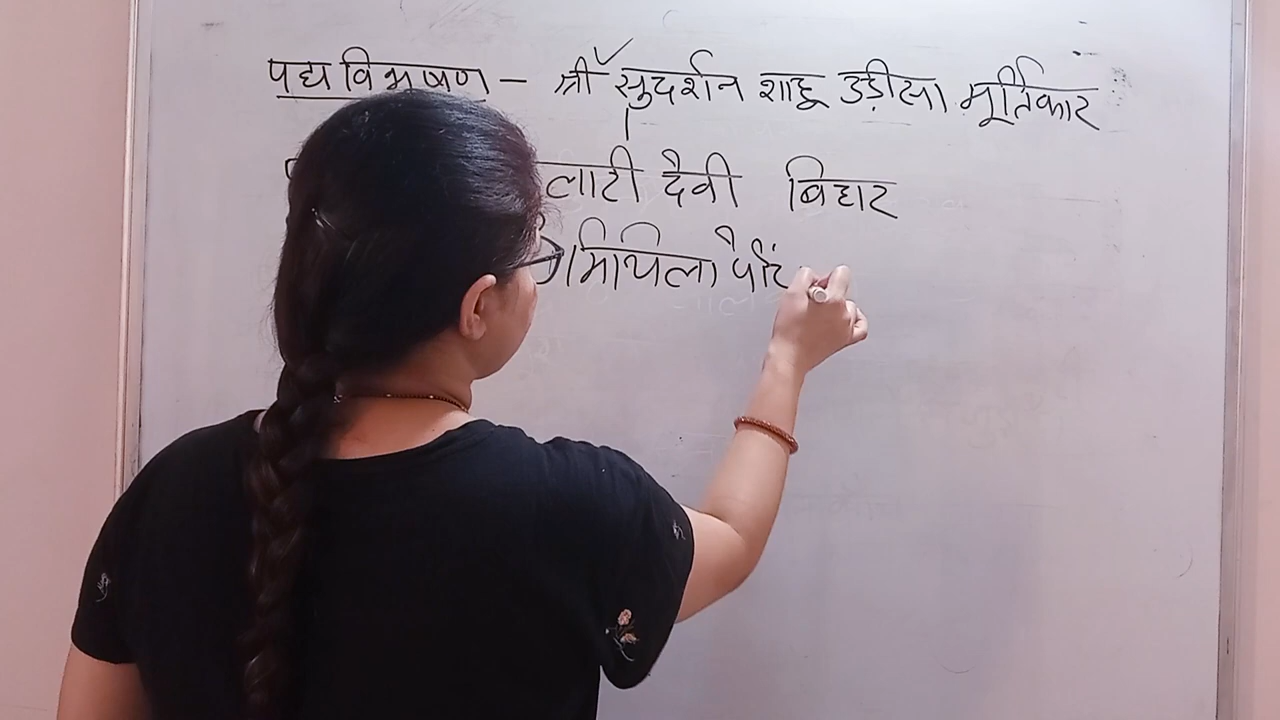 पद्म विभूषण - श्री सुदर्शन शाहू उड़ीसा मूर्तिकार
लाटी देवी बिहार
मिथिला पेंटिं